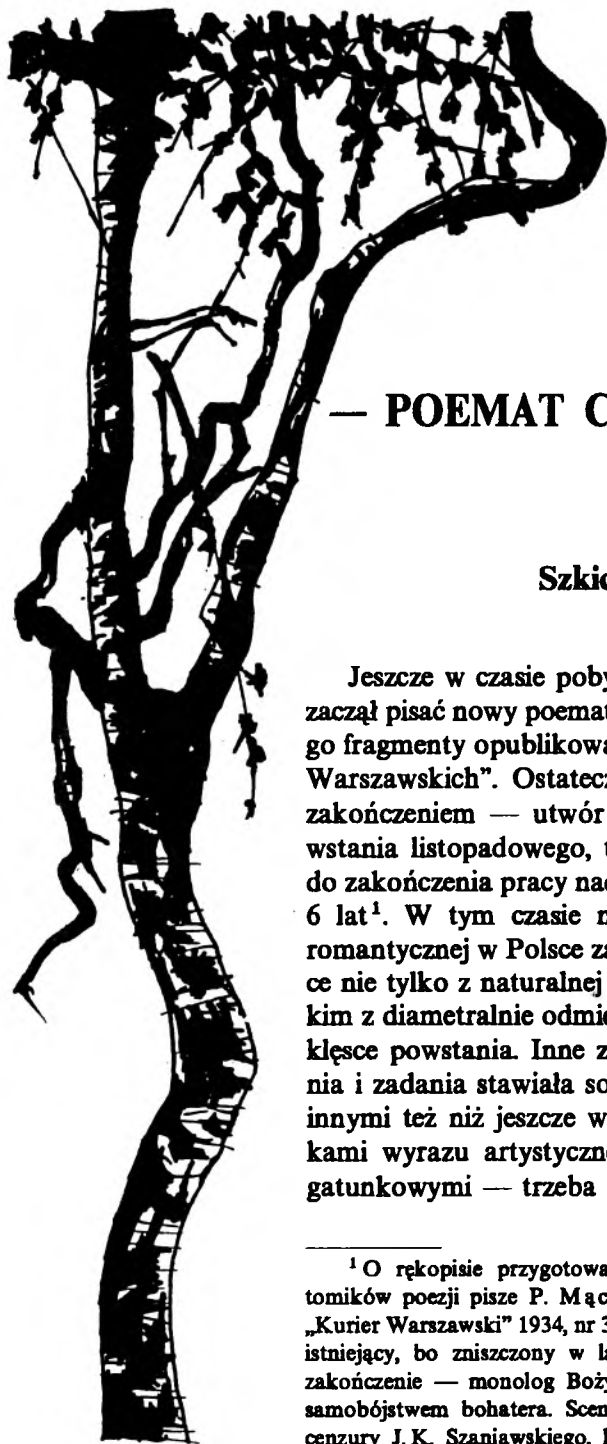 — POEMAT C
Szkic
Jeszcze w czasie poby
zaczął pisać nowy poemat
go fragmenty opublikowa
Warszawskich”. Ostatecz
zakończeniem — utwór
wstania listopadowego, t
do zakończenia pracy nad
6 lat¹. W tym czasie n
romantycznej w Polsce za
ce nie tylko z naturalnej
kim z diametralnie odmie
klęsce powstania. Inne z
nia i zadania stawiała so
innymi też niż jeszcze w
kami wyrazu artystyczne
gatunkowymi — trzeba
¹ O rękopisie przygotowa
tomików poezji pisze P. Mąc
„Kurier Warszawski” 1934, nr 3
istniejący, bo zniszczony w la
zakończenie — monolog Boży
samobójstwem bohatera. Scen
cenzury J. K. Szaniawskiego.